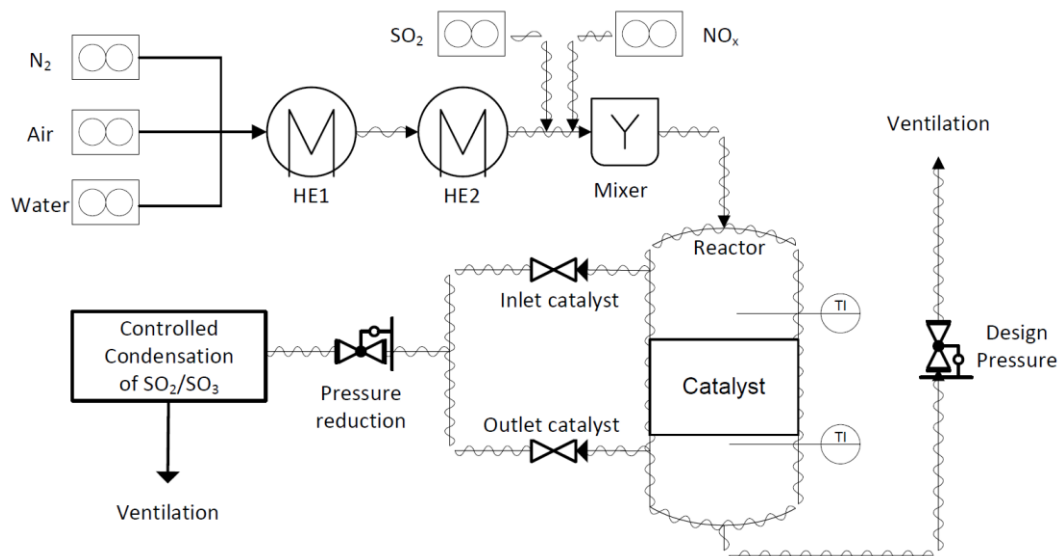 SO₂
NOₓ
N₂
Air
Water
HE1
HE2
Mixer
Ventilation
Reactor
Inlet catalyst
TI
Controlled
Condensation
of SO₂/SO₃
Pressure
reduction
Catalyst
Design
Pressure
Outlet catalyst
TI
Ventilation